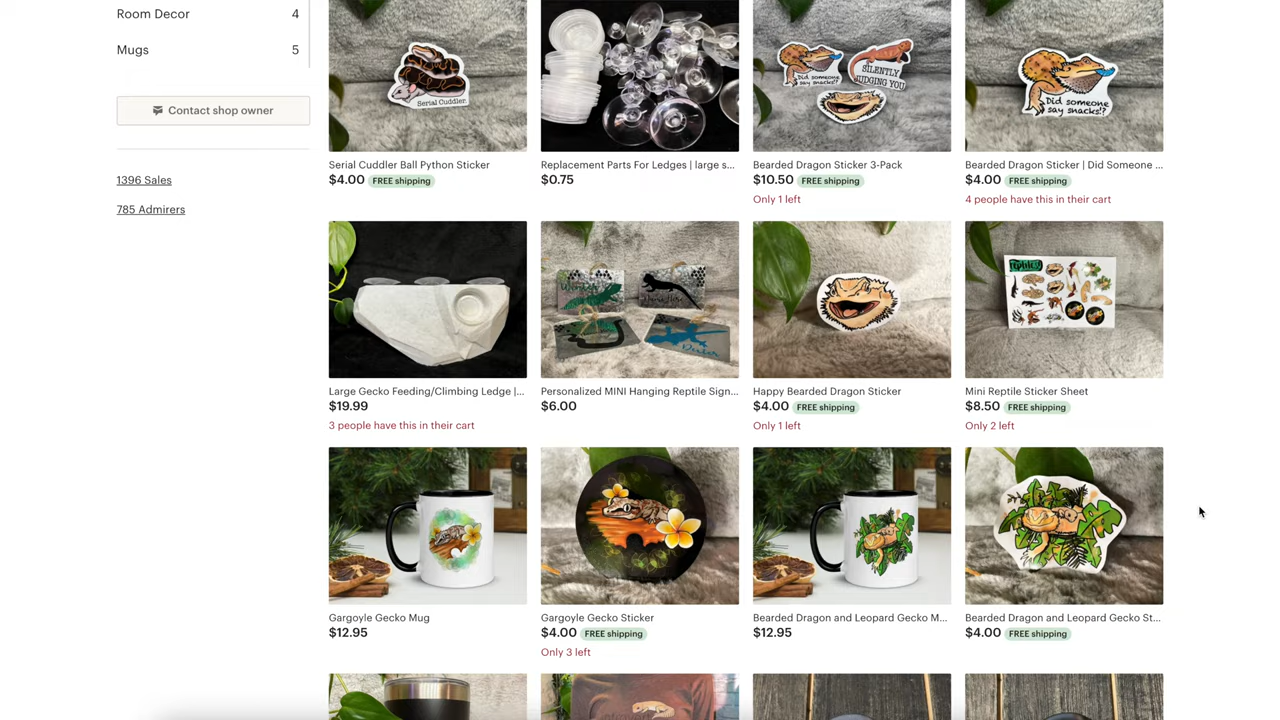 Room Decor 4
Mugs 5
Contact shop owner
1396 Sales
785 Admirers
Serial Cuddler.
Did someone say snacks!?
SILENTLY
JUDGING YOU
Did someone
say snacks!?
Serial Cuddler Ball Python Sticker
$4.00 FREE shipping
Replacement Parts For Ledges | large s...
$0.75
Bearded Dragon Sticker 3-Pack
$10.50 FREE shipping
Only 1 left
Bearded Dragon Sticker | Did Someone ...
$4.00 FREE shipping
4 people have this in their cart
Large Gecko Feeding/Climbing Ledge |...
$19.99
3 people have this in their cart
Personalized MINI Hanging Reptile Sign...
$6.00
Happy Bearded Dragon Sticker
$4.00 FREE shipping
Only 1 left
Mini Reptile Sticker Sheet
$8.50 FREE shipping
Only 2 left
Gargoyle Gecko Mug
$12.95
Gargoyle Gecko Sticker
$4.00 FREE shipping
Only 3 left
Bearded Dragon and Leopard Gecko M...
$12.95
Bearded Dragon and Leopard Gecko St...
$4.00 FREE shipping